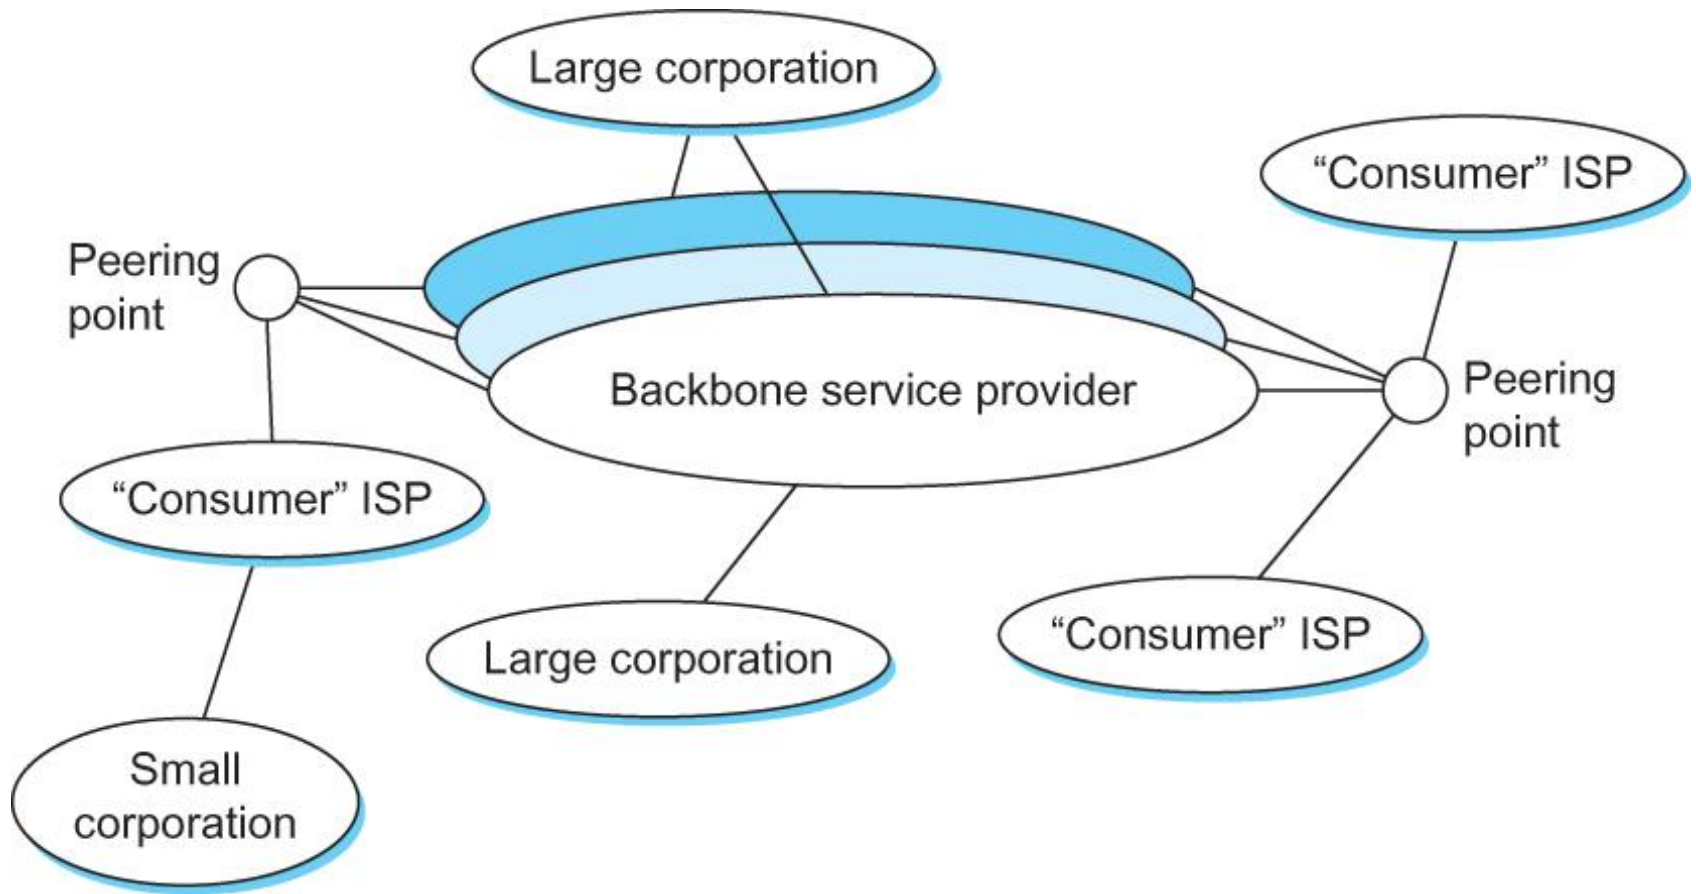 Large corporation
“Consumer” ISP
Peering
point
Backbone service provider
Peering
point
“Consumer” ISP
Large corporation
“Consumer” ISP
Small
corporation